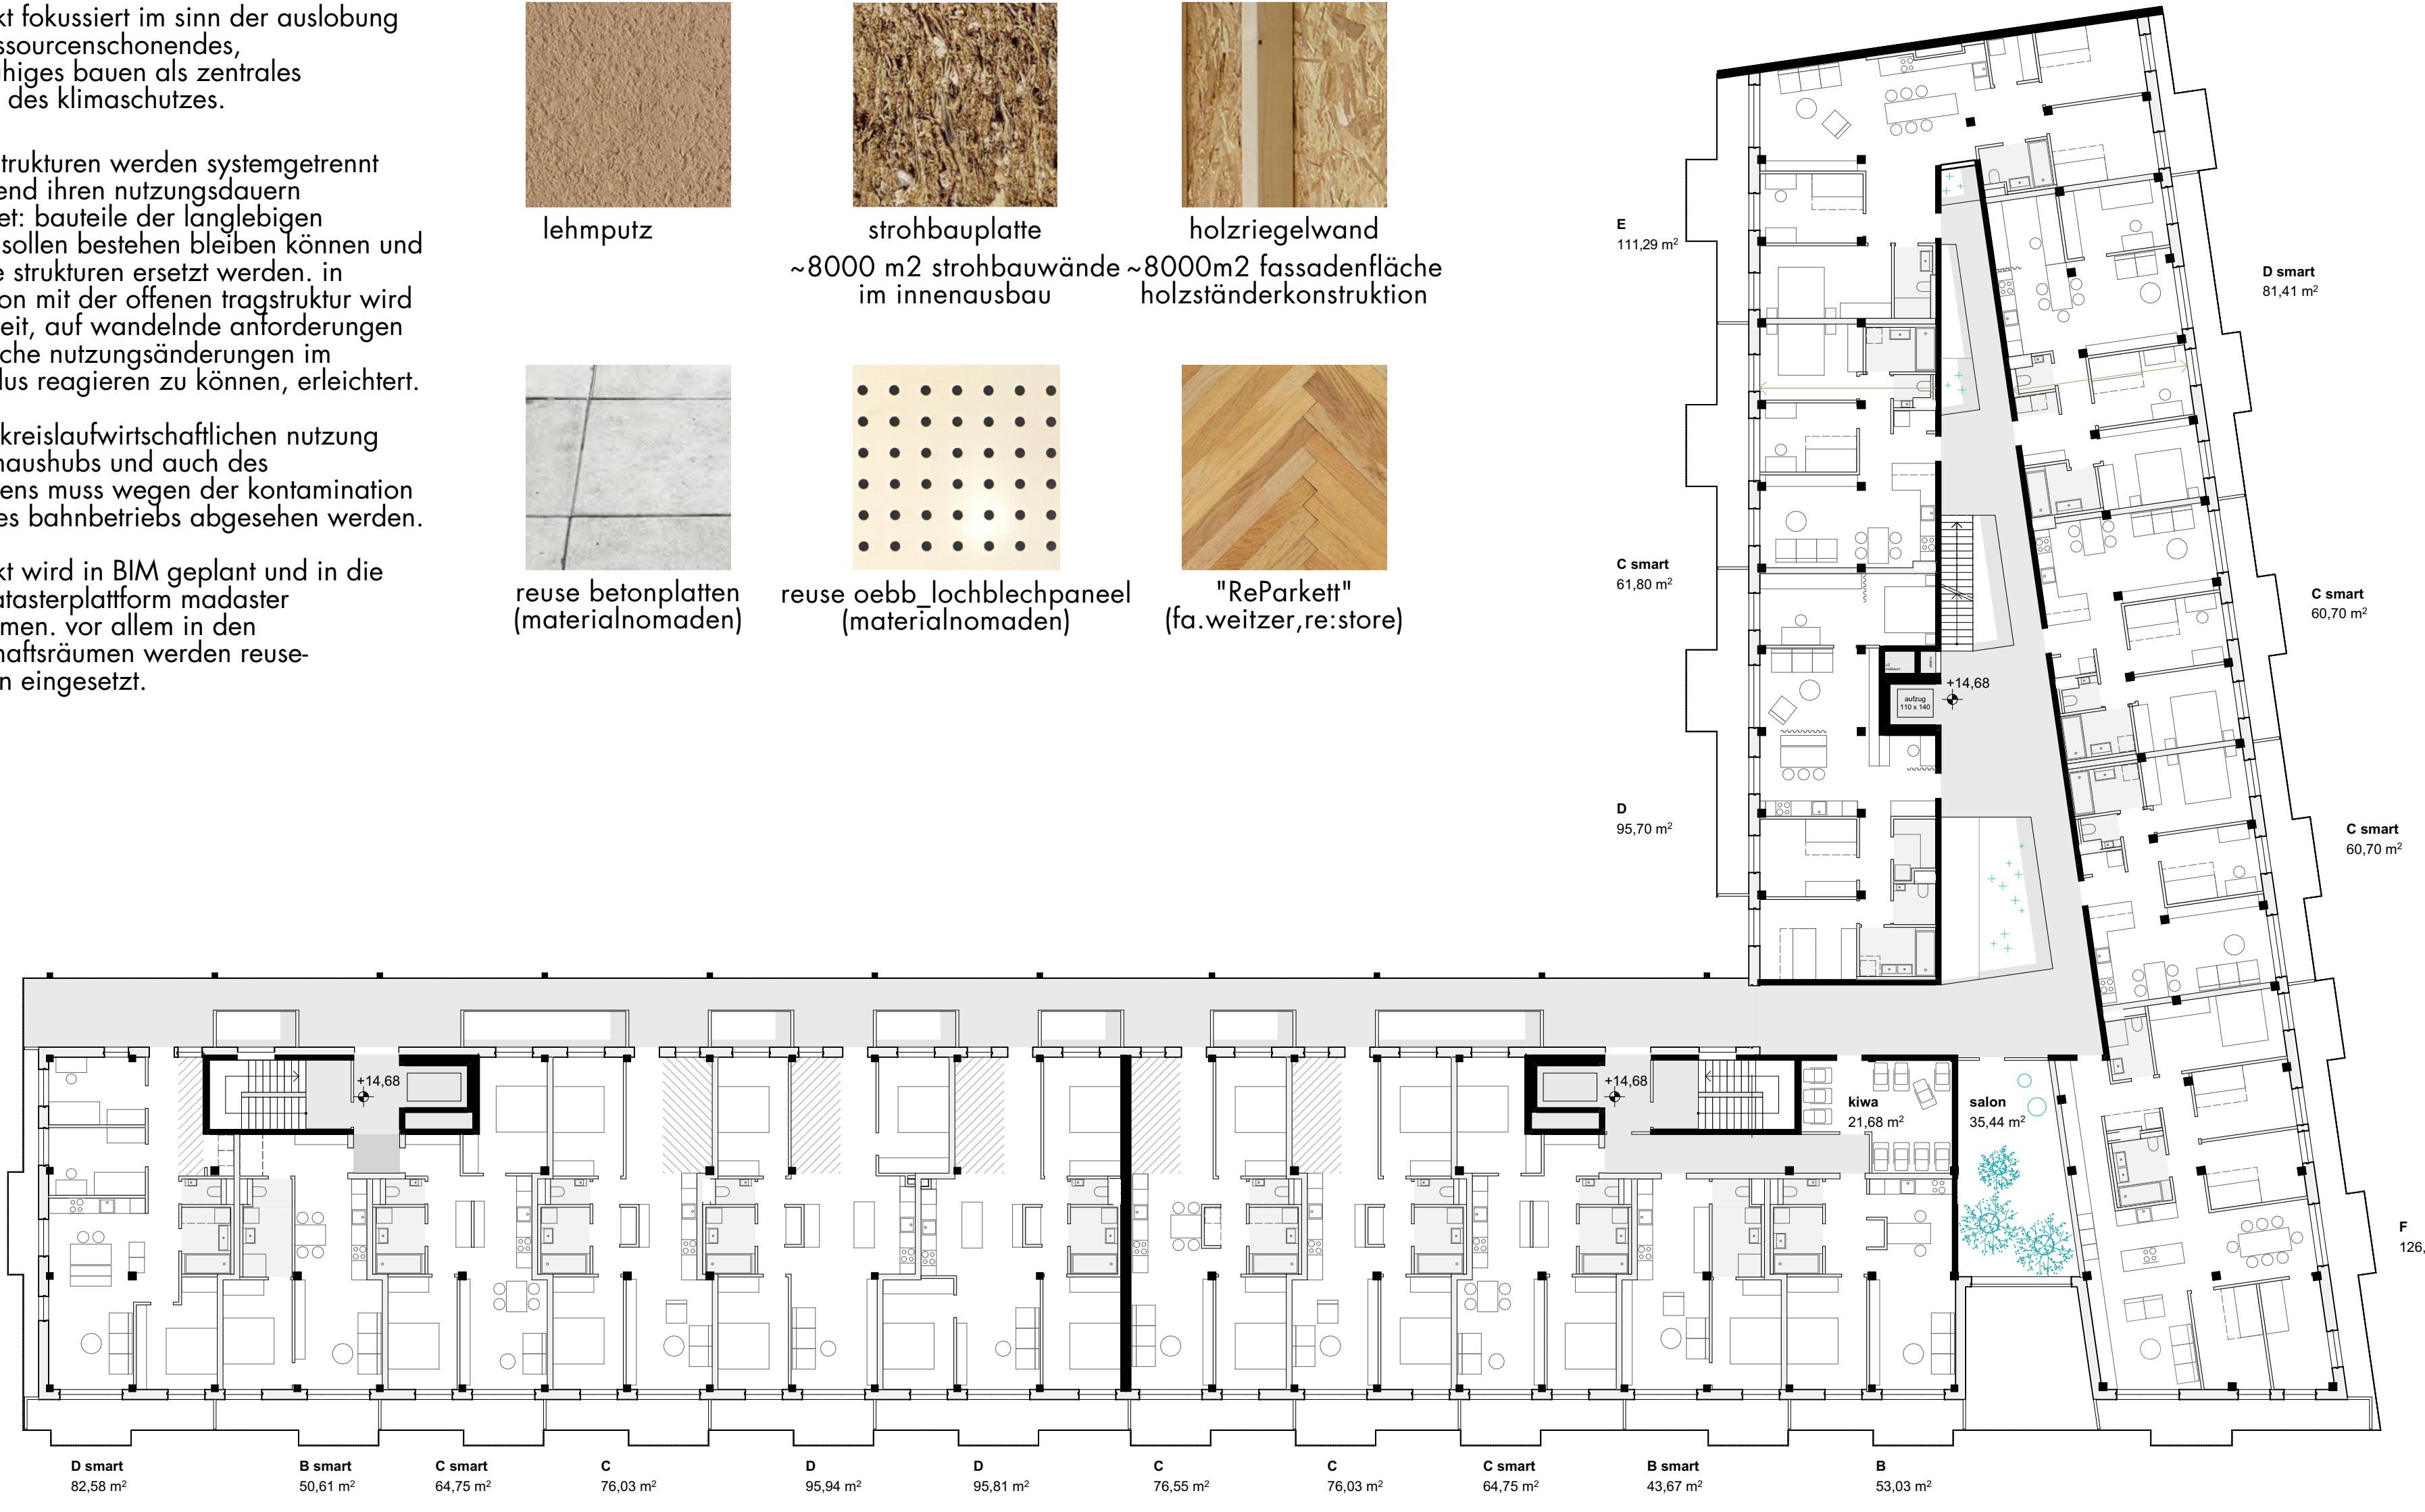 kt fokussiert im sinn der auslobung
ssourcenschonendes,
ähiges bauen als zentrales
des klimaschutzes.
trukturen werden systemgetrennt
end ihren nutzungsdauern
et: bauteile der langlebigen
sollen bestehen bleiben können und
e strukturen ersetzt werden. in
on mit der offenen tragstruktur wird
eit, auf wandelnde anforderungen
che nutzungsänderungen im
lus reagieren zu können, erleichtert.
kreislaufwirtschaftlichen nutzung
naushubs und auch des
ens muss wegen der kontamination
es bahnbetriebs abgesehen werden.
kt wird in BIM geplant und in die
atasterplattform madaster
men. vor allem in den
haftsräumen werden reuse-
n eingesetzt.
lehmputz
strohbauplatte
~8000 m2 strohbauwände
im innenausbau
holzriegelwand
~8000m2 fassadenfläche
holzständerkonstruktion
reuse betonplatten
(materialnomaden)
reuse oebb_lochblechpaneel
(materialnomaden)
"ReParkett"
(fa.weitzer,re:store)
E
111,29 m²
D smart
81,41 m²
C smart
61,80 m²
C smart
60,70 m²
+14,68
aufzug
110 x 140
D
95,70 m²
C smart
60,70 m²
+14,68
+14,68
kiwa
21,68 m²
salon
35,44 m²
F
126,
D smart
82,58 m²
B smart
50,61 m²
C smart
64,75 m²
C
76,03 m²
D
95,94 m²
D
95,81 m²
C
76,55 m²
C
76,03 m²
C smart
64,75 m²
B smart
43,67 m²
B
53,03 m²